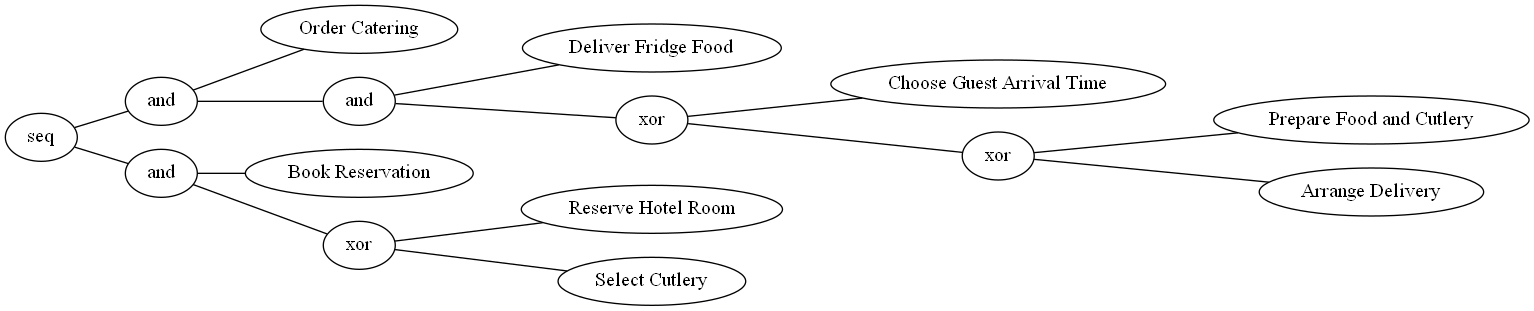 Order Catering
Deliver Fridge Food
Choose Guest Arrival Time
and
and
xor
Prepare Food and Cutlery
seq
xor
and
Book Reservation
Arrange Delivery
Reserve Hotel Room
xor
Select Cutlery